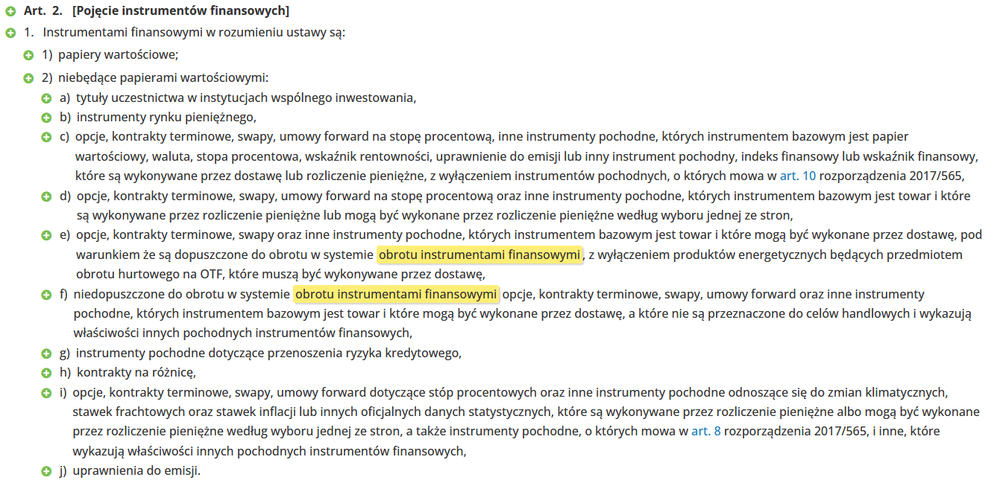 Art. 2. [Pojęcie instrumentów finansowych]
1. Instrumentami finansowymi w rozumieniu ustawy są:
1) papiery wartościowe;
2) niebędące papierami wartościowymi:
a) tytuły uczestnictwa w instytucjach wspólnego inwestowania,
b) instrumenty rynku pieniężnego,
c) opcje, kontrakty terminowe, swapy, umowy forward na stopę procentową, inne instrumenty pochodne, których instrumentem bazowym jest papier
wartościowy, waluta, stopa procentowa, wskaźnik rentowności, uprawnienie do emisji lub inny instrument pochodny, indeks finansowy lub wskaźnik finansowy,
które są wykonywane przez dostawę lub rozliczenie pieniężne, z wyłączeniem instrumentów pochodnych, o których mowa w art. 10 rozporządzenia 2017/565,
d) opcje, kontrakty terminowe, swapy, umowy forward na stopę procentową oraz inne instrumenty pochodne, których instrumentem bazowym jest towar i które
są wykonywane przez rozliczenie pieniężne lub mogą być wykonane przez rozliczenie pieniężne według wyboru jednej ze stron,
e) opcje, kontrakty terminowe, swapy oraz inne instrumenty pochodne, których instrumentem bazowym jest towar i które mogą być wykonane przez dostawę, pod
warunkiem że są dopuszczone do obrotu w systemie obrotu instrumentami finansowymi, z wyłączeniem produktów energetycznych będących przedmiotem
obrotu hurtowego na OTF, które muszą być wykonywane przez dostawę,
f) niedopuszczone do obrotu w systemie obrotu instrumentami finansowymi opcje, kontrakty terminowe, swapy, umowy forward oraz inne instrumenty
pochodne, których instrumentem bazowym jest towar i które mogą być wykonane przez dostawę, a które nie są przeznaczone do celów handlowych i wykazują
właściwości innych pochodnych instrumentów finansowych,
g) instrumenty pochodne dotyczące przenoszenia ryzyka kredytowego,
h) kontrakty na różnicę,
i) opcje, kontrakty terminowe, swapy, umowy forward dotyczące stóp procentowych oraz inne instrumenty pochodne odnoszące się do zmian klimatycznych,
stawek frachtowych oraz stawek inflacji lub innych oficjalnych danych statystycznych, które są wykonywane przez rozliczenie pieniężne albo mogą być wykonane
przez rozliczenie pieniężne według wyboru jednej ze stron, a także instrumenty pochodne, o których mowa w art. 8 rozporządzenia 2017/565, i inne, które
wykazują właściwości innych pochodnych instrumentów finansowych,
j) uprawnienia do emisji.